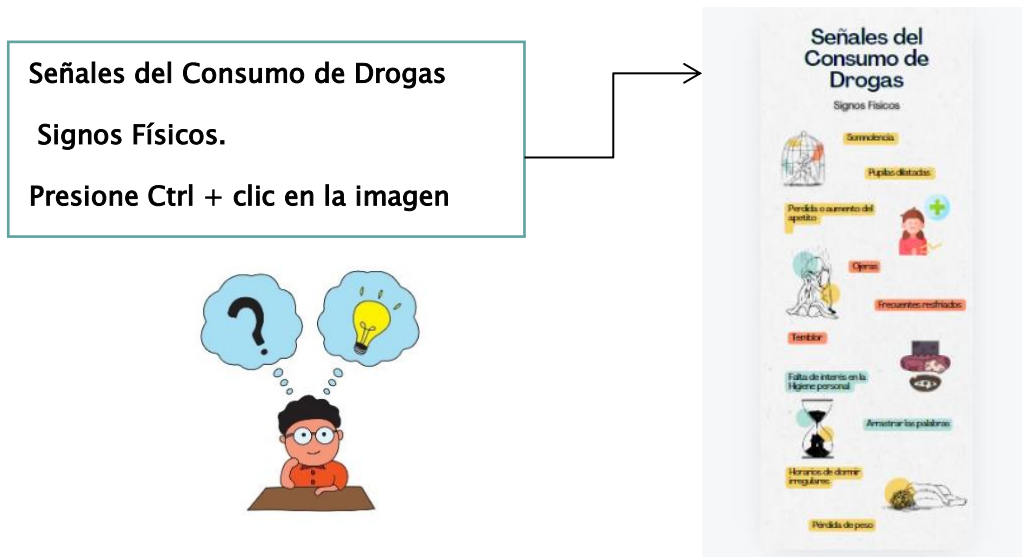 Señales del Consumo de Drogas
Signos Físicos.
Presione Ctrl + clic en la imagen
Señales del
Consumo de
Drogas
Signos Físicos
Somnolencia
Pupilas dilatadas
Perdida o aumento del
apetito
Ojeras
Frecuentes resfriados
Temblor
Falta de interés en la
Higiene personal
Arrastrar las palabras
Horarios de dormir
irregulares
Pérdida de peso